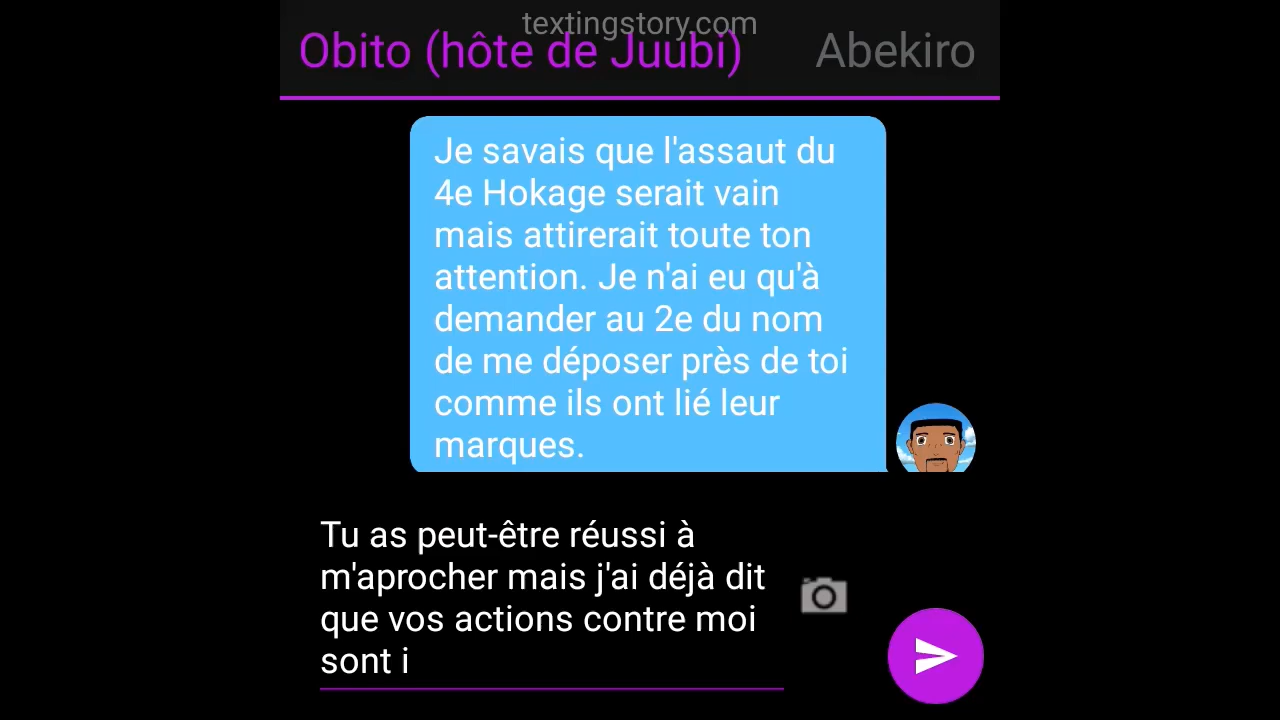 textingstory.com
Obito (hôte de Juubi) Abekiro
Je savais que l'assaut du
4e Hokage serait vain
mais attirerait toute ton
attention. Je n'ai eu qu'à
demander au 2e du nom
de me déposer près de toi
comme ils ont lié leur
marques.
Tu as peut-être réussi à
m'aprocher mais j'ai déjà dit
que vos actions contre moi
sont i